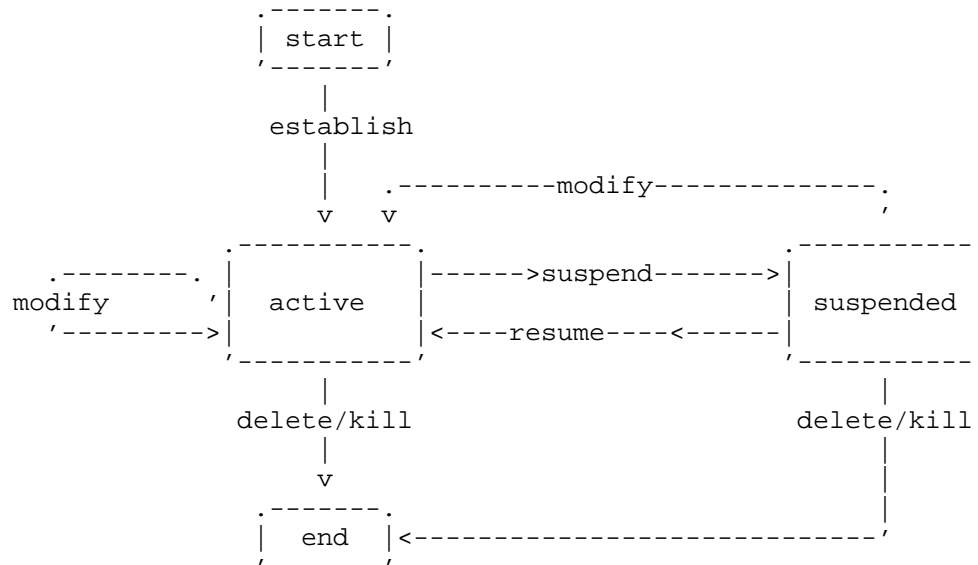 start
establish
modify
suspend
modify active suspended
resume
delete/kill delete/kill
end